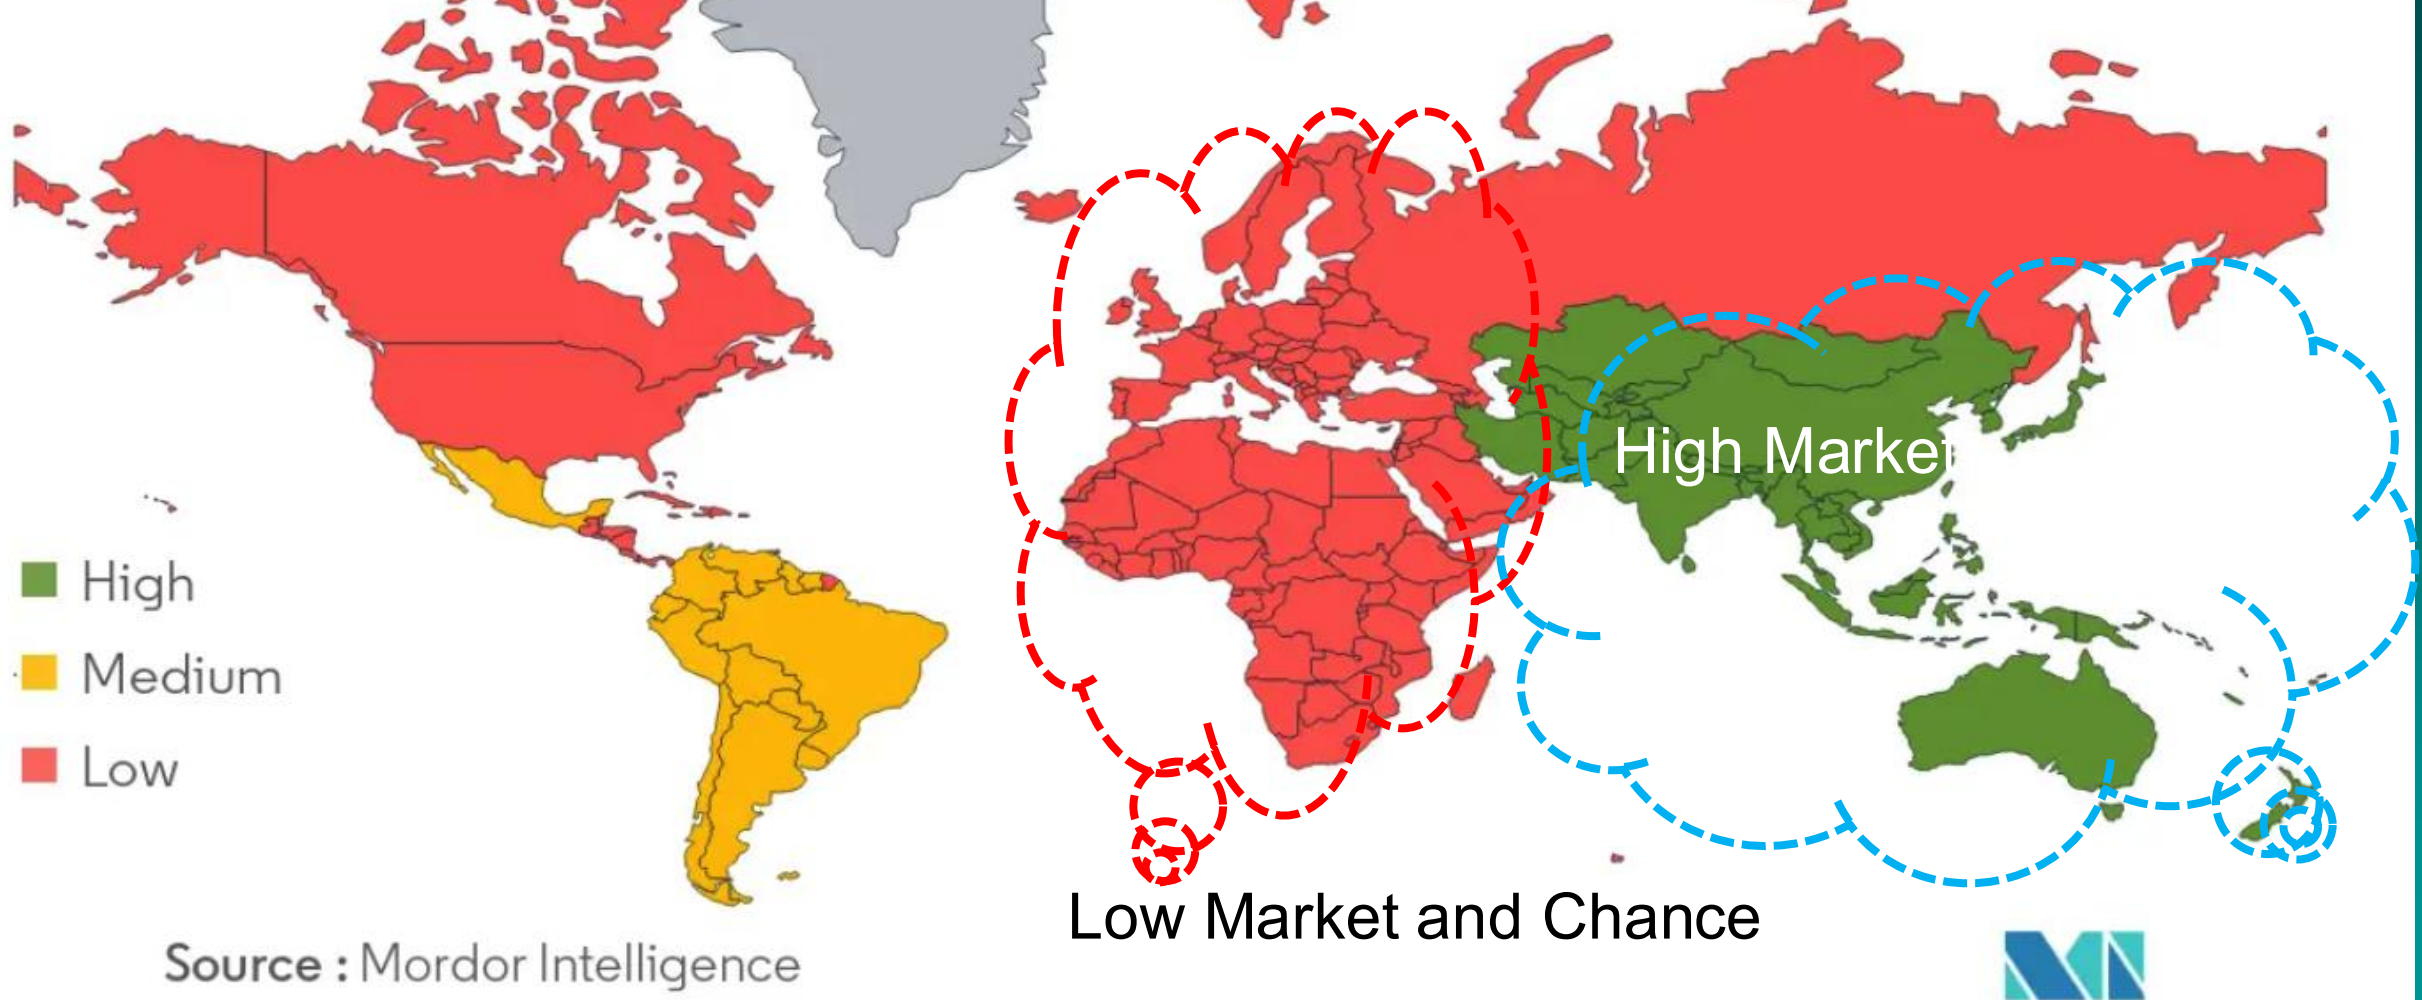 High Market
High
Medium
Low
Low Market and Chance
Source : Mordor Intelligence